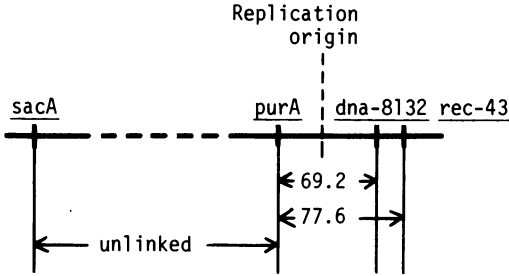 Replication
origin
sacA purA dna-8132 rec-43
69.2
77.6
unlinked